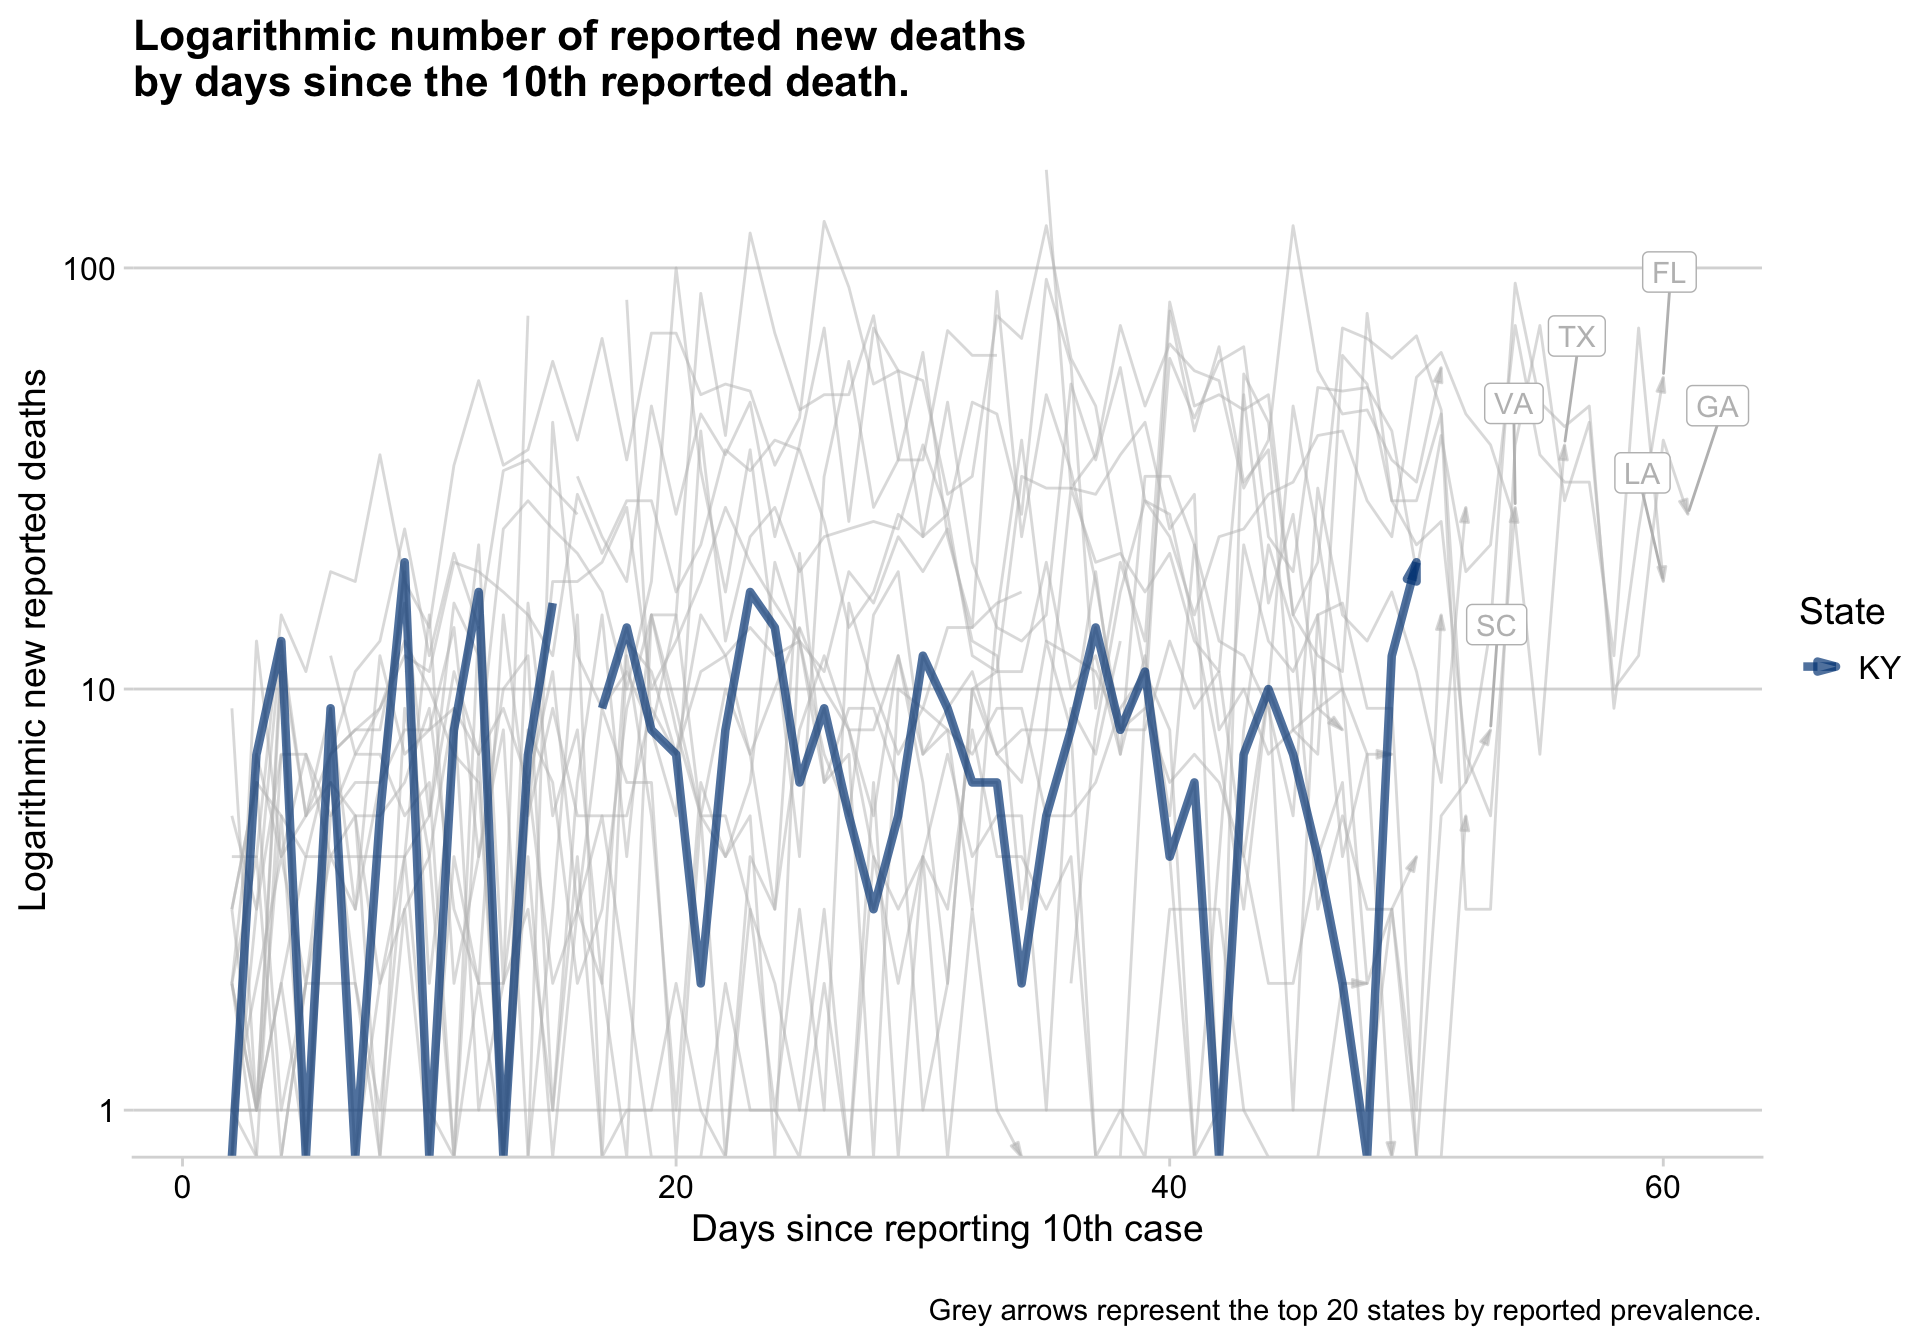 Logarithmic number of reported new deaths
by days since the 10th reported death.
Logarithmic new reported deaths
100
10
1
FL
TX
GA
VA
LA
SC
State
KY
0 20 40 60
Days since reporting 10th case
Grey arrows represent the top 20 states by reported prevalence.